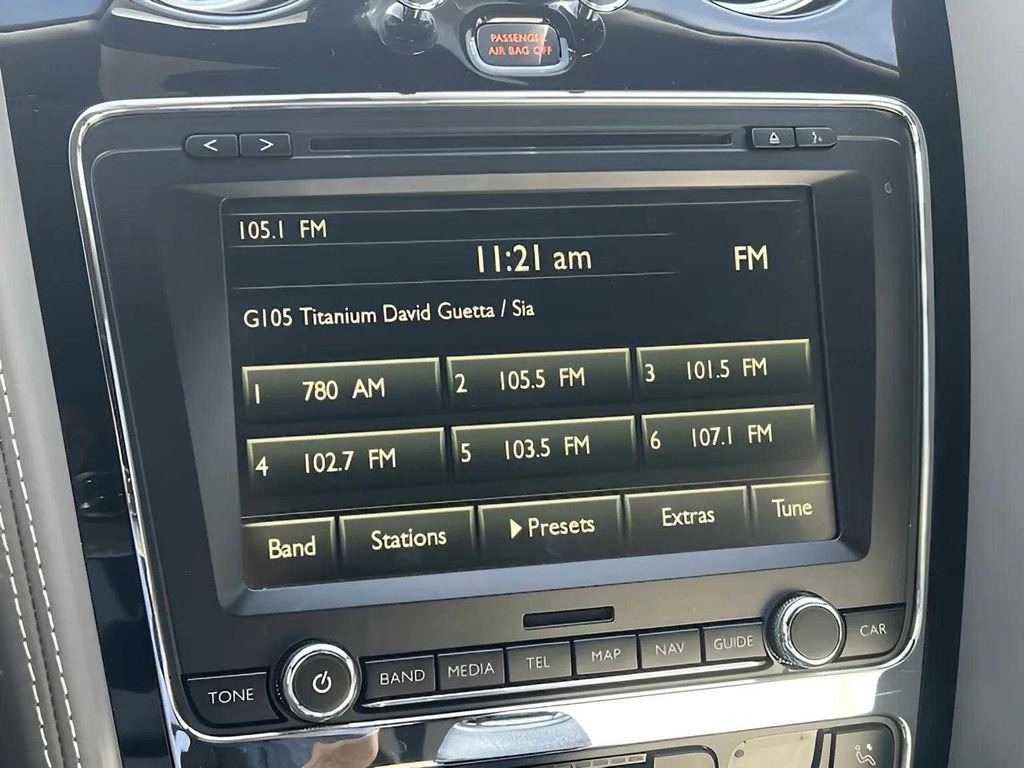 PASSENGER
AIR BAG OFF
< >
105.1 FM
11:21 am
FM
G105 Titanium David Guetta / Sia
1 780 AM
2 105.5 FM
3 101.5 FM
4 102.7 FM
5 103.5 FM
6 107.1 FM
Band
Stations
Presets
Extras
Tune
TONE
BAND
MEDIA
TEL
MAP
NAV
GUIDE
CAR